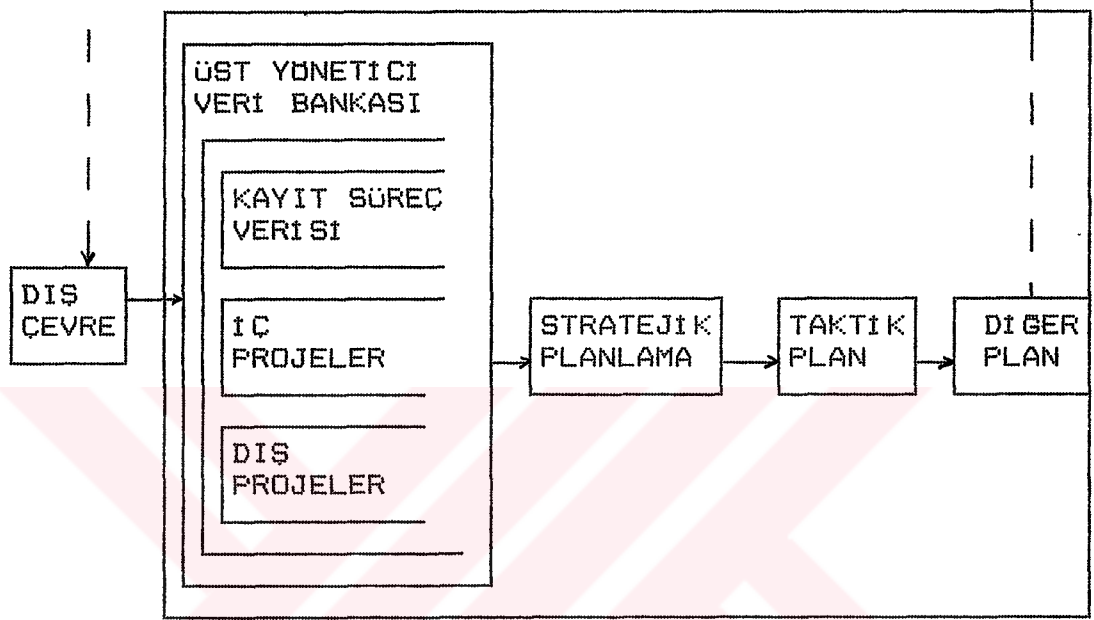 ÜST YÖNETİCİ
VERİ BANKASI
KAYIT SÜREÇ
VERİSİ
İÇ
PROJELER
DIŞ
PROJELER
DIŞ
ÇEVRE
STRATEJİK
PLANLAMA
TAKTİK
PLAN
DİĞER
PLAN